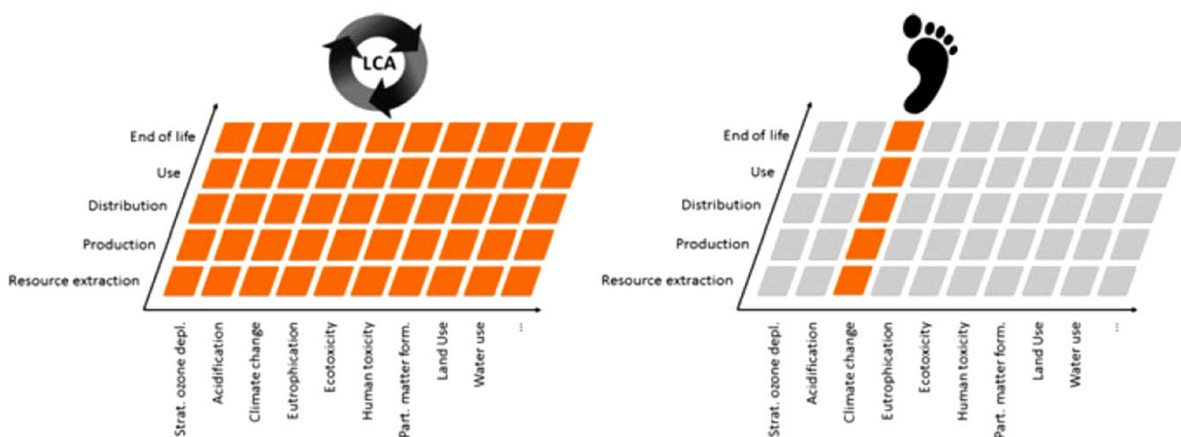 LCA
End of life
Use
Distribution
Production
Resource extraction
Strat. ozone depl.
Acidification
Climate change
Eutrophication
Ecotoxicity
Human toxicity
Part. matter form.
Land Use
Water use
...
End of life
Use
Distribution
Production
Resource extraction
Strat. ozone depl.
Acidification
Climate change
Eutrophication
Ecotoxicity
Human toxicity
Part. matter form.
Land Use
Water use
...